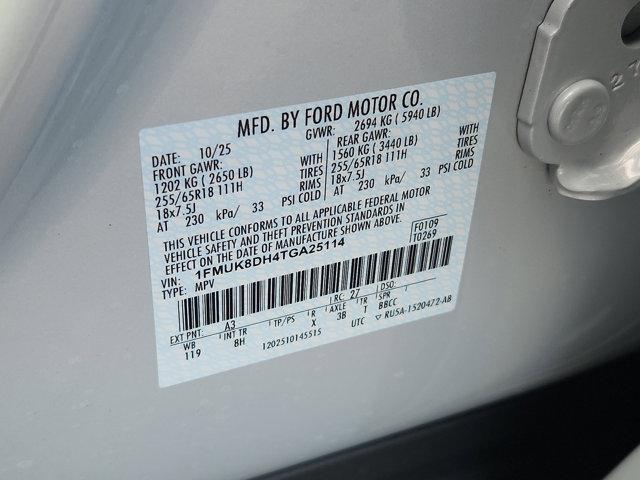 MFD. BY FORD MOTOR CO.
DATE: 10/25 GVWR: 2694 KG ( 5940 LB)
FRONT GAWR: WITH REAR GAWR: WITH
1202 KG ( 2650 LB) TIRES 1560 KG ( 3440 LB) TIRES
255/65R18 111H RIMS 255/65R18 111H RIMS
18x7.5J 18x7.5J
AT 230 kPa/ 33 PSI COLD AT 230 kPa/ 33 PSI COLD
THIS VEHICLE CONFORMS TO ALL APPLICABLE FEDERAL MOTOR
VEHICLE SAFETY AND THEFT PREVENTION STANDARDS IN
EFFECT ON THE DATE OF MANUFACTURE SHOWN ABOVE.
VIN: 1FMUK8DH4TGA25114 F0109
TYPE: MPV T0269
RC: 27 DSO:
EXT PNT: A3 TP/PS R AXLE TR SPR
WB INT TR X 3B T BBCC
119 8H 1202510145515 UTC RU5A-1520472-AB
27